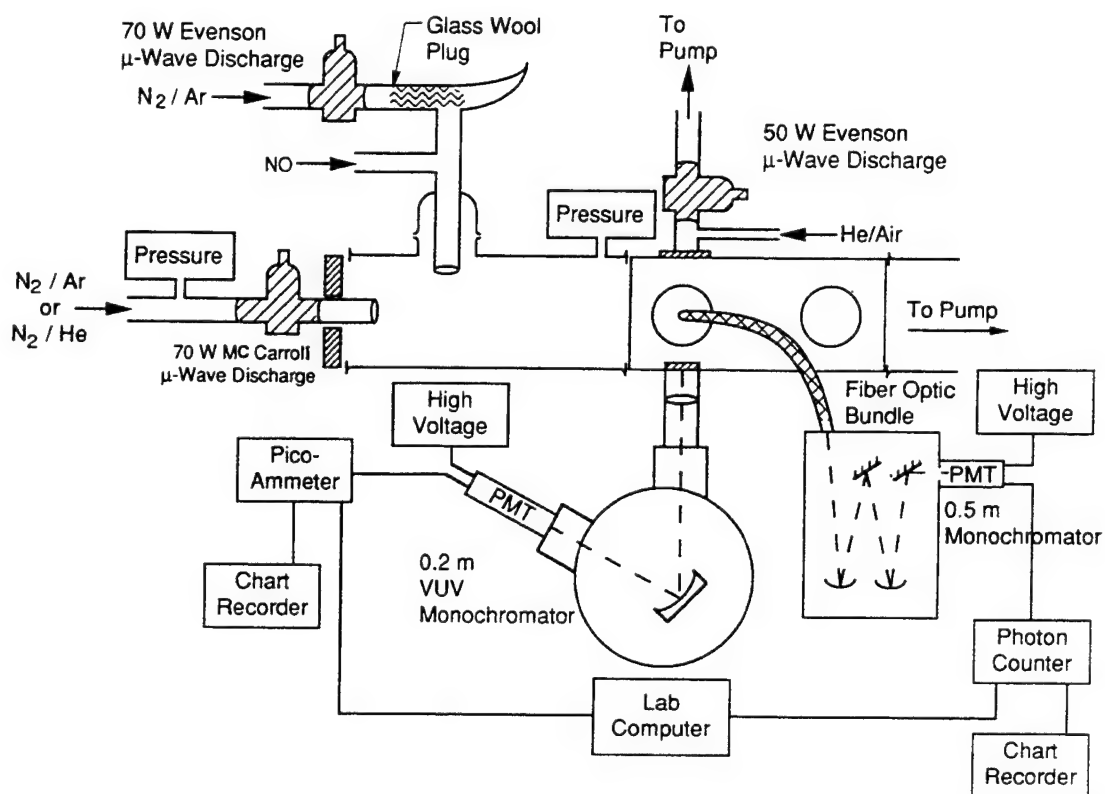 70 W Evenson
μ-Wave Discharge
N2 / Ar
Glass Wool
Plug
NO
To
Pump
50 W Evenson
μ-Wave Discharge
Pressure
He/Air
Pressure
N2 / Ar
or
N2 / He
70 W Mc Carroll
μ-Wave Discharge
To Pump
High
Voltage
Fiber Optic
Bundle
High
Voltage
Pico-
Ammeter
PMT
PMT
0.5 m
Monochromator
0.2 m
VUV
Monochromator
Chart
Recorder
Photon
Counter
Lab
Computer
Chart
Recorder